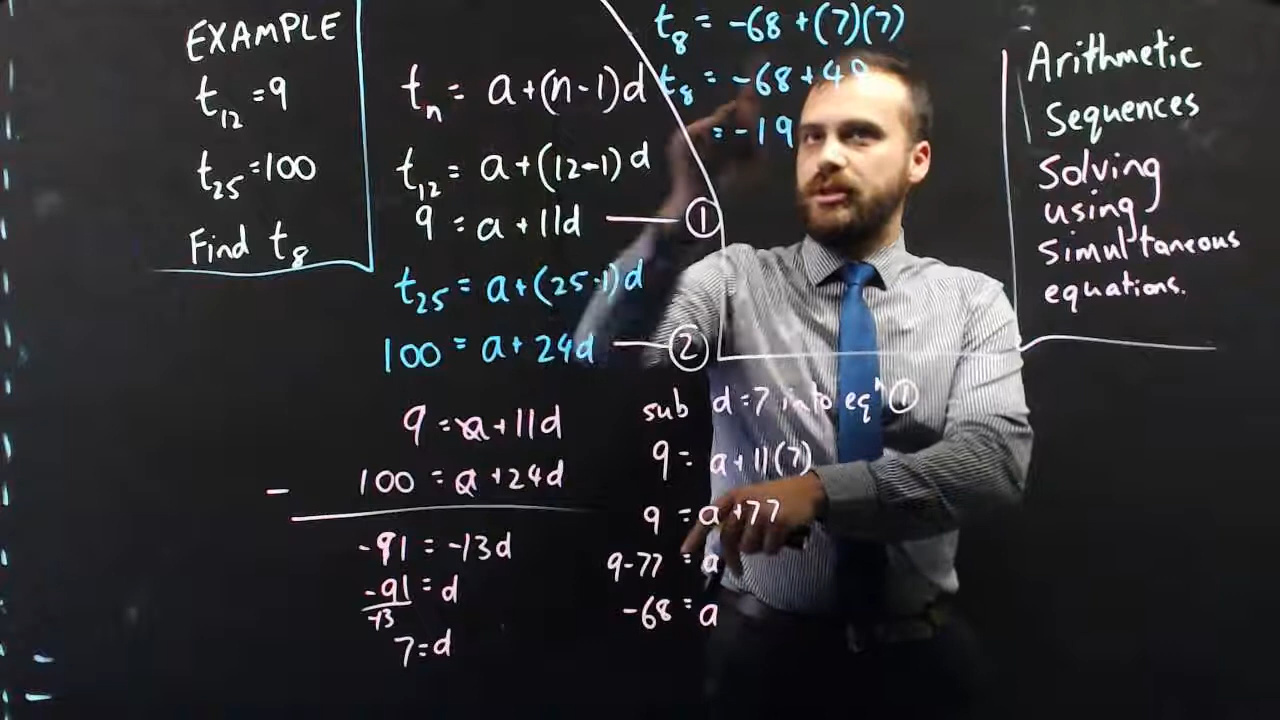 EXAMPLE
t₁₂ = 9
t₂₅ = 100
Find t₈
tₙ = a+(n-1)d
t₁₂ = a+(12-1)d
9 = a+11d ①
t₂₅ = a+(25-1)d
100 = a+24d ②
9 = a+11d
- 100 = a+24d
-91 = -13d
-91/-13 = d
7 = d
sub d=7 into eqⁿ ①
9 = a+11(7)
9 = a+77
9-77 = a
-68 = a
t₈ = -68+(7)(7)
t₈ = -68+49
= -19
Arithmetic
Sequences
Solving
using
Simultaneous
equations.